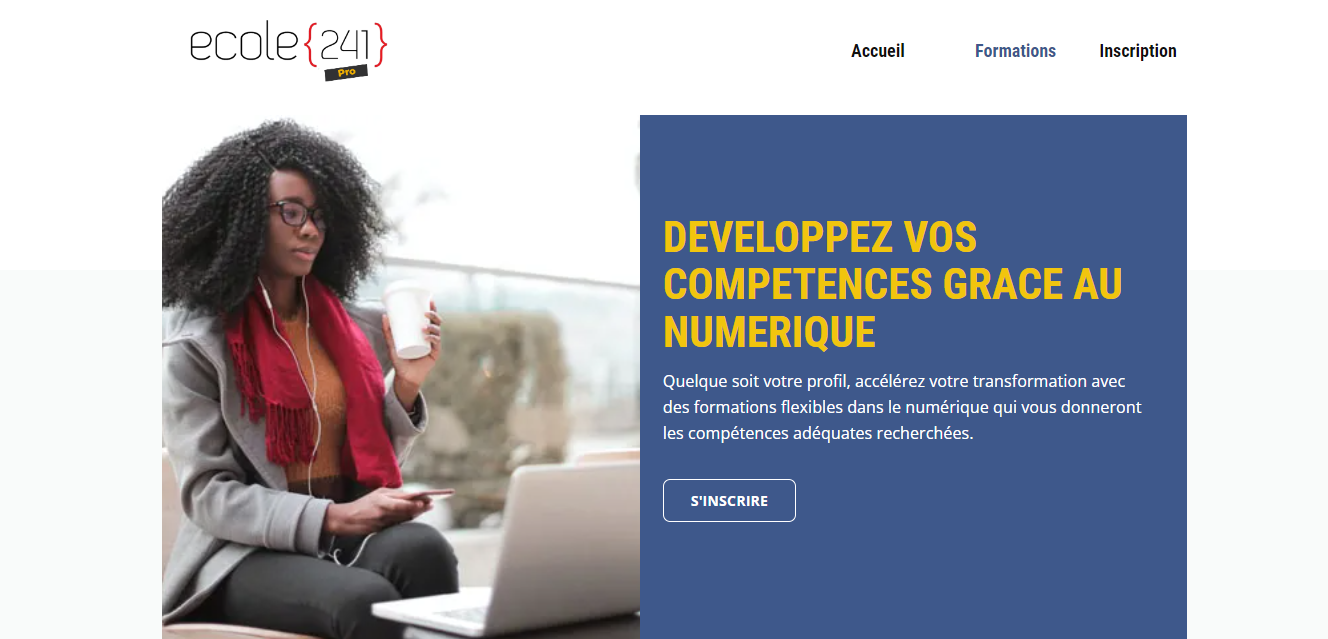 ecole{241}
Pro
Accueil
Formations
Inscription
DEVELOPPEZ VOS
COMPETENCES GRACE AU
NUMERIQUE
Quelque soit votre profil, accélérez votre transformation avec
des formations flexibles dans le numérique qui vous donneront
les compétences adéquates recherchées.
S'INSCRIRE